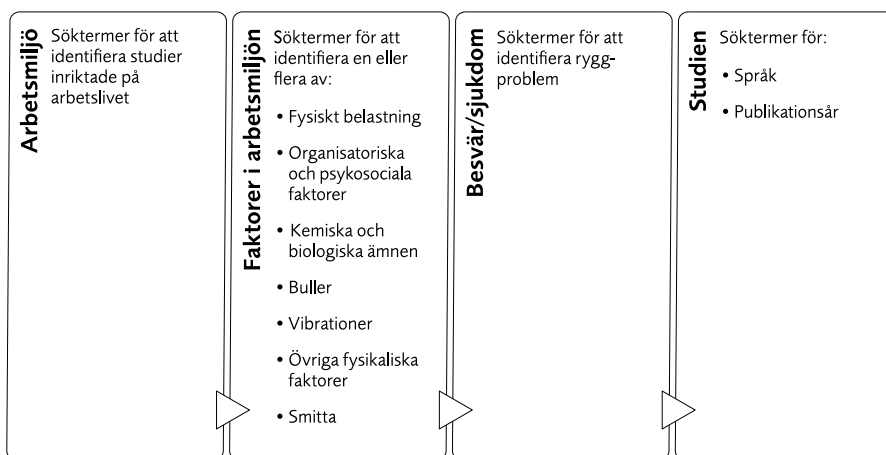 Arbetsmiljö
Söktermer för att
identifiera studier
inriktade på
arbetslivet
Faktorer i arbetsmiljön
Söktermer för att
identifiera en eller
flera av:
• Fysiskt belastning
• Organisatoriska
och psykosociala
faktorer
• Kemiska och
biologiska ämnen
• Buller
• Vibrationer
• Övriga fysikaliska
faktorer
• Smitta
Besvär/sjukdom
Söktermer för att
identifiera rygg-
problem
Studien
Söktermer för:
• Språk
• Publikationsår